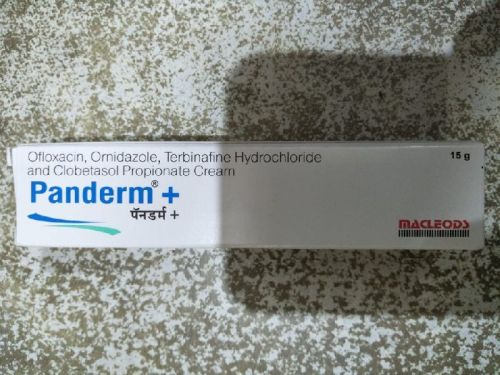 Ofloxacin, Ornidazole, Terbinafine Hydrochloride
and Clobetasol Propionate Cream
15 g
Panderm® +
पॅनडर्म +
MACLEODS